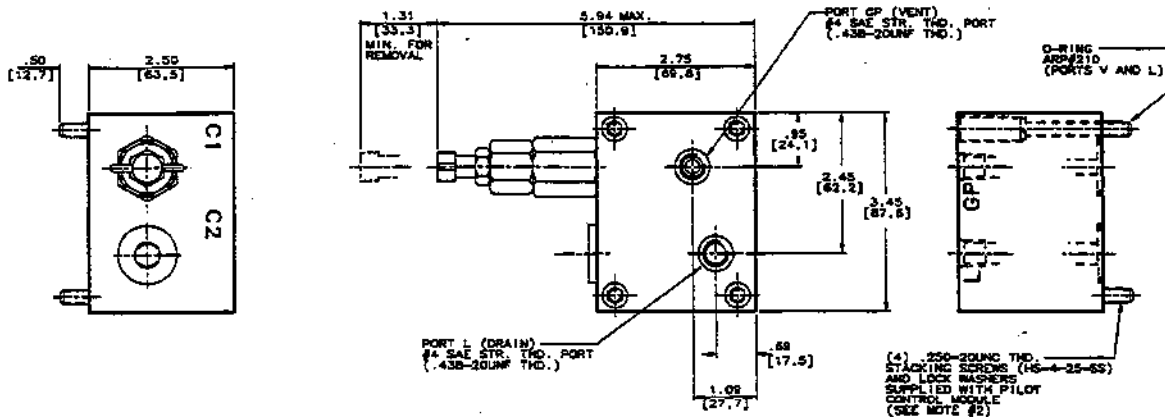 .50
[12.7]
2.50
[63.5]
C1
C2
1.31
[33.3]
MIN. FOR
REMOVAL
5.94 MAX.
[150.9]
2.75
[69.8]
PORT GP (VENT)
#4 SAE STR. THD. PORT
(.438-20UNF THD.)
.95
[24.1]
2.45
[62.2]
3.45
[87.6]
PORT L (DRAIN)
#4 SAE STR. THD. PORT
(.438-20UNF THD.)
.69
[17.5]
1.09
[27.7]
O-RING
ARP#210
(PORTS V AND L)
GP
L
(4) .250-20UNC THD.
STACKING SCREWS (HS-4-25-SS)
AND LOCK WASHERS
SUPPLIED WITH PILOT
CONTROL MODULE
(SEE NOTE #2)